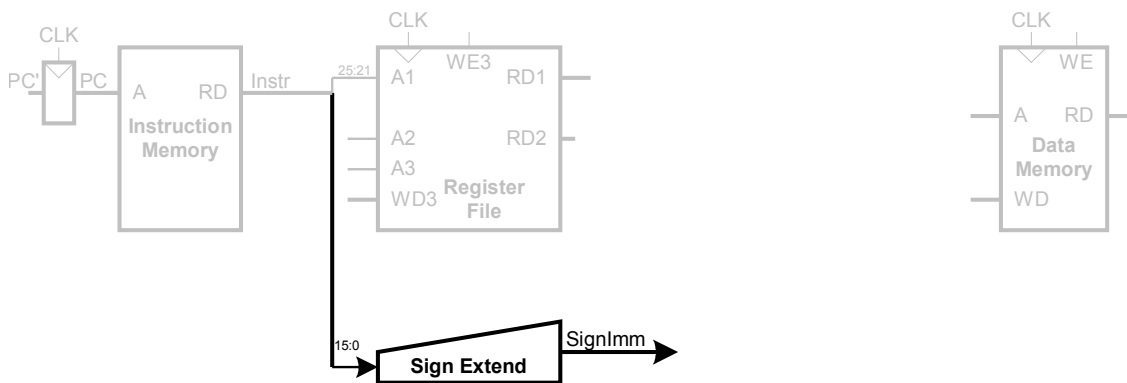 CLK
PC'
PC
A
RD
Instruction
Memory
Instr
25:21
CLK
WE3
A1
RD1
A2
RD2
A3
WD3
Register
File
CLK
WE
A
RD
Data
Memory
WD
15:0
Sign Extend
SignImm